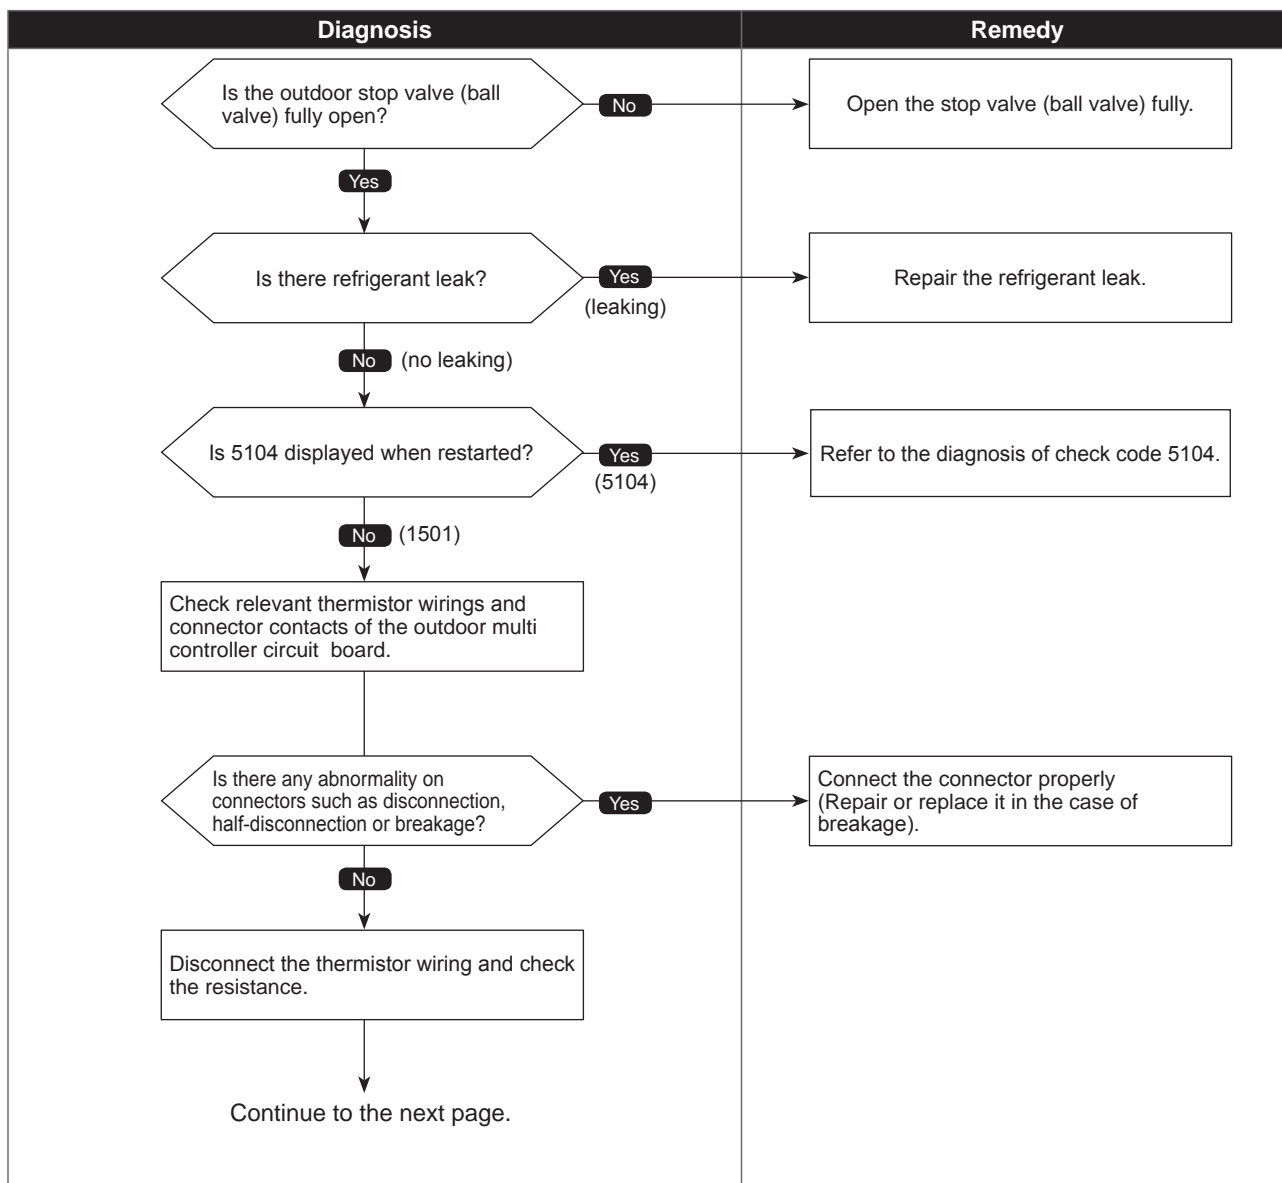 Diagnosis
Remedy
Is the outdoor stop valve (ball
valve) fully open?
No
Open the stop valve (ball valve) fully.
Yes
Is there refrigerant leak?
Yes
(leaking)
Repair the refrigerant leak.
No (no leaking)
Is 5104 displayed when restarted?
Yes
(5104)
Refer to the diagnosis of check code 5104.
No (1501)
Check relevant thermistor wirings and
connector contacts of the outdoor multi
controller circuit board.
Is there any abnormality on
connectors such as disconnection,
half-disconnection or breakage?
Yes
Connect the connector properly
(Repair or replace it in the case of
breakage).
No
Disconnect the thermistor wiring and check
the resistance.
Continue to the next page.